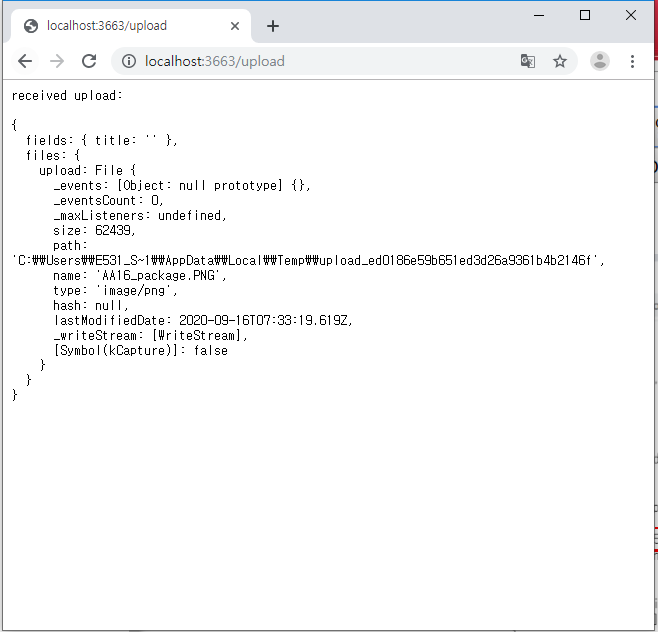 localhost:3663/upload
localhost:3663/upload
received upload:
{
fields: { title: '' },
files: {
upload: File {
_events: [Object: null prototype] {},
_eventsCount: 0,
_maxListeners: undefined,
size: 62439,
path:
'C:₩₩Users₩₩E531_S~1₩₩AppData₩₩Local₩₩Temp₩₩upload_ed0186e59b651ed3d26a9361b4b2146f',
name: 'AA16_package.PNG',
type: 'image/png',
hash: null,
lastModifiedDate: 2020-09-16T07:33:19.619Z,
_writeStream: [WriteStream],
[Symbol(kCapture)]: false
}
}
}